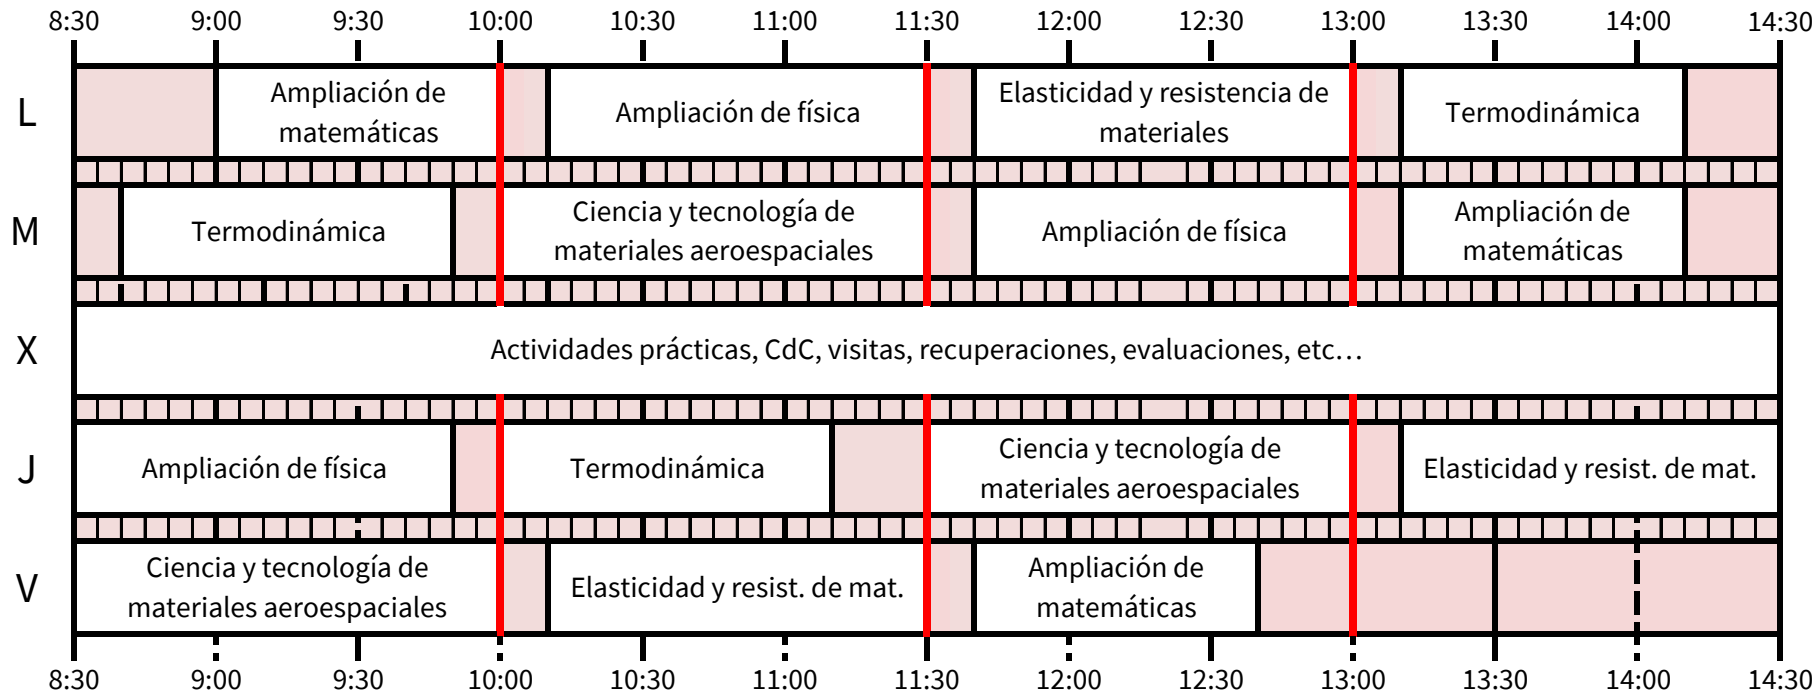 8:30 9:00 9:30 10:00 10:30 11:00 11:30 12:00 12:30 13:00 13:30 14:00 14:30
L
Ampliación de
matemáticas
Ampliación de física
Elasticidad y resistencia de
materiales
Termodinámica
M
Termodinámica
Ciencia y tecnología de
materiales aeroespaciales
Ampliación de física
Ampliación de
matemáticas
X
Actividades prácticas, CdC, visitas, recuperaciones, evaluaciones, etc...
J
Ampliación de física
Termodinámica
Ciencia y tecnología de
materiales aeroespaciales
Elasticidad y resist. de mat.
V
Ciencia y tecnología de
materiales aeroespaciales
Elasticidad y resist. de mat.
Ampliación de
matemáticas
8:30 9:00 9:30 10:00 10:30 11:00 11:30 12:00 12:30 13:00 13:30 14:00 14:30